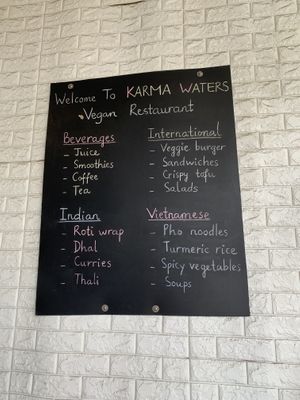 Welcome To KARMA WATERS
Vegan Restaurant
Beverages
- Juice
- Smoothies
- Coffee
- Tea
International
- Veggie burger
- Sandwiches
- Crispy tofu
- Salads
Indian
- Roti wrap
- Dhal
- Curries
- Thali
Vietnamese
- Pho noodles
- Turmeric rice
- Spicy vegetables
- Soups